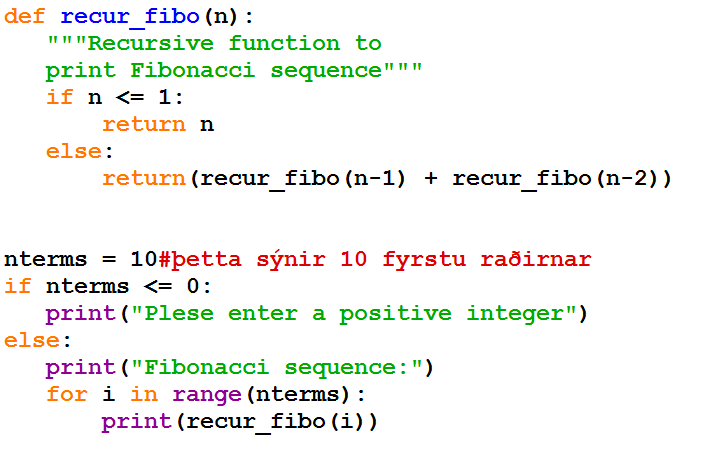 def recur_fibo(n):
   """Recursive function to
   print Fibonacci sequence"""
   if n <= 1:
       return n
   else:
       return(recur_fibo(n-1) + recur_fibo(n-2))
nterms = 10#þetta sýnir 10 fyrstu raðirnar
if nterms <= 0:
   print("Plese enter a positive integer")
else:
   print("Fibonacci sequence:")
   for i in range(nterms):
       print(recur_fibo(i))